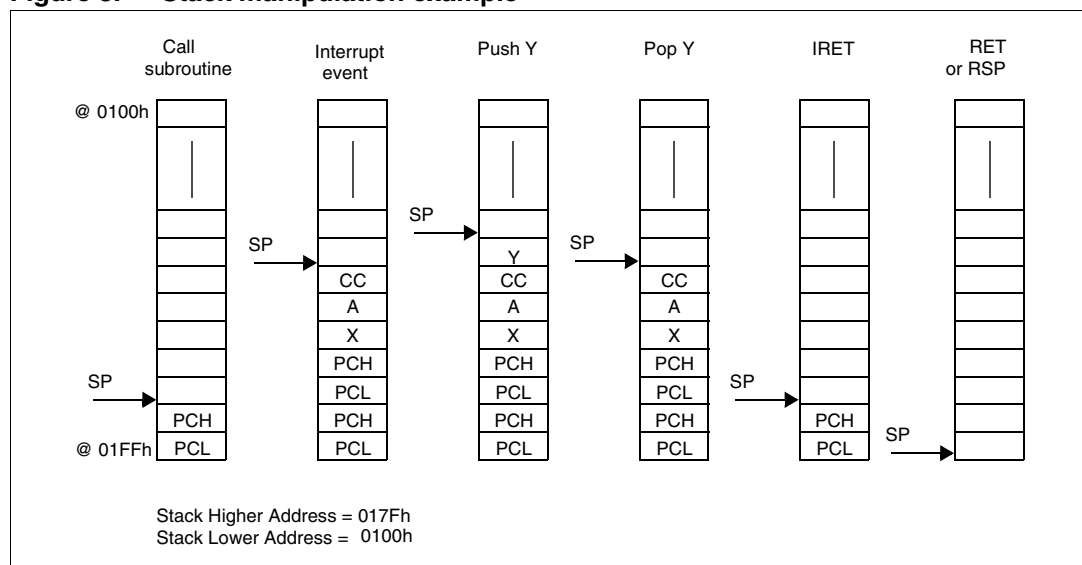 Figure 8. Stack manipulation example
Call subroutine
Interrupt event
Push Y
Pop Y
IRET
RET or RSP
@ 0100h
SP
SP
SP
Y
SP
CC
CC
CC
A
A
A
X
X
X
PCH
PCH
PCH
SP
PCL
PCL
PCL
SP
PCH
PCH
PCH
PCH
PCH
@ 01FFh
PCL
PCL
PCL
PCL
PCL
SP
Stack Higher Address = 017Fh
Stack Lower Address = 0100h